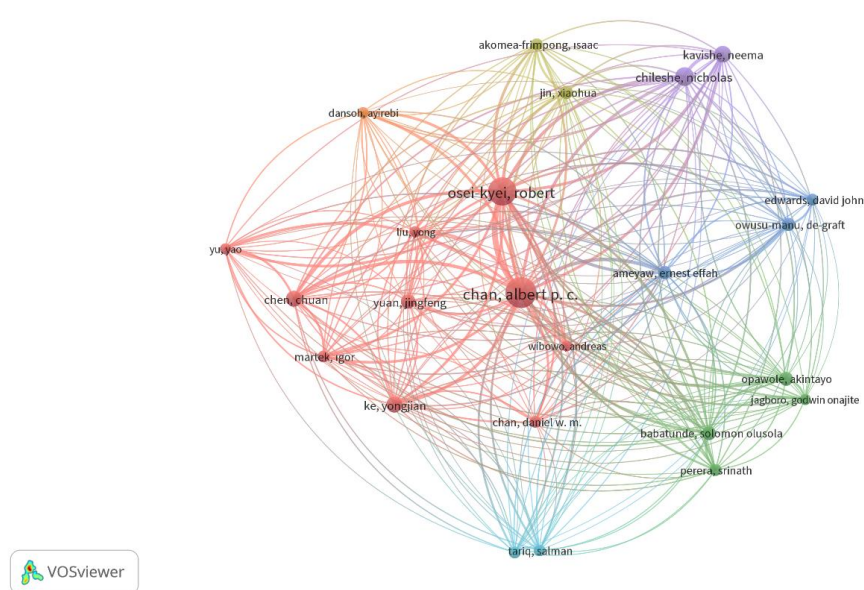 akomea-frimpong, isaac
kavishe, neema
chileshe, nicholas
jin, xiaohua
dansoh, ayirebi
osei-kyei, robert
edwards, david john
owusu-manu, de-graft
liu, yong
yu, yao
ameyaw, ernest effah
chan, albert p. c.
chen, chuan
yuan, jingfeng
wibowo, andreas
martek, igor
opawole, akintayo
jagboro, godwin onajite
ke, yongjian
chan, daniel w. m.
babatunde, solomon olusola
perera, srinath
tariq, salman
VOSviewer